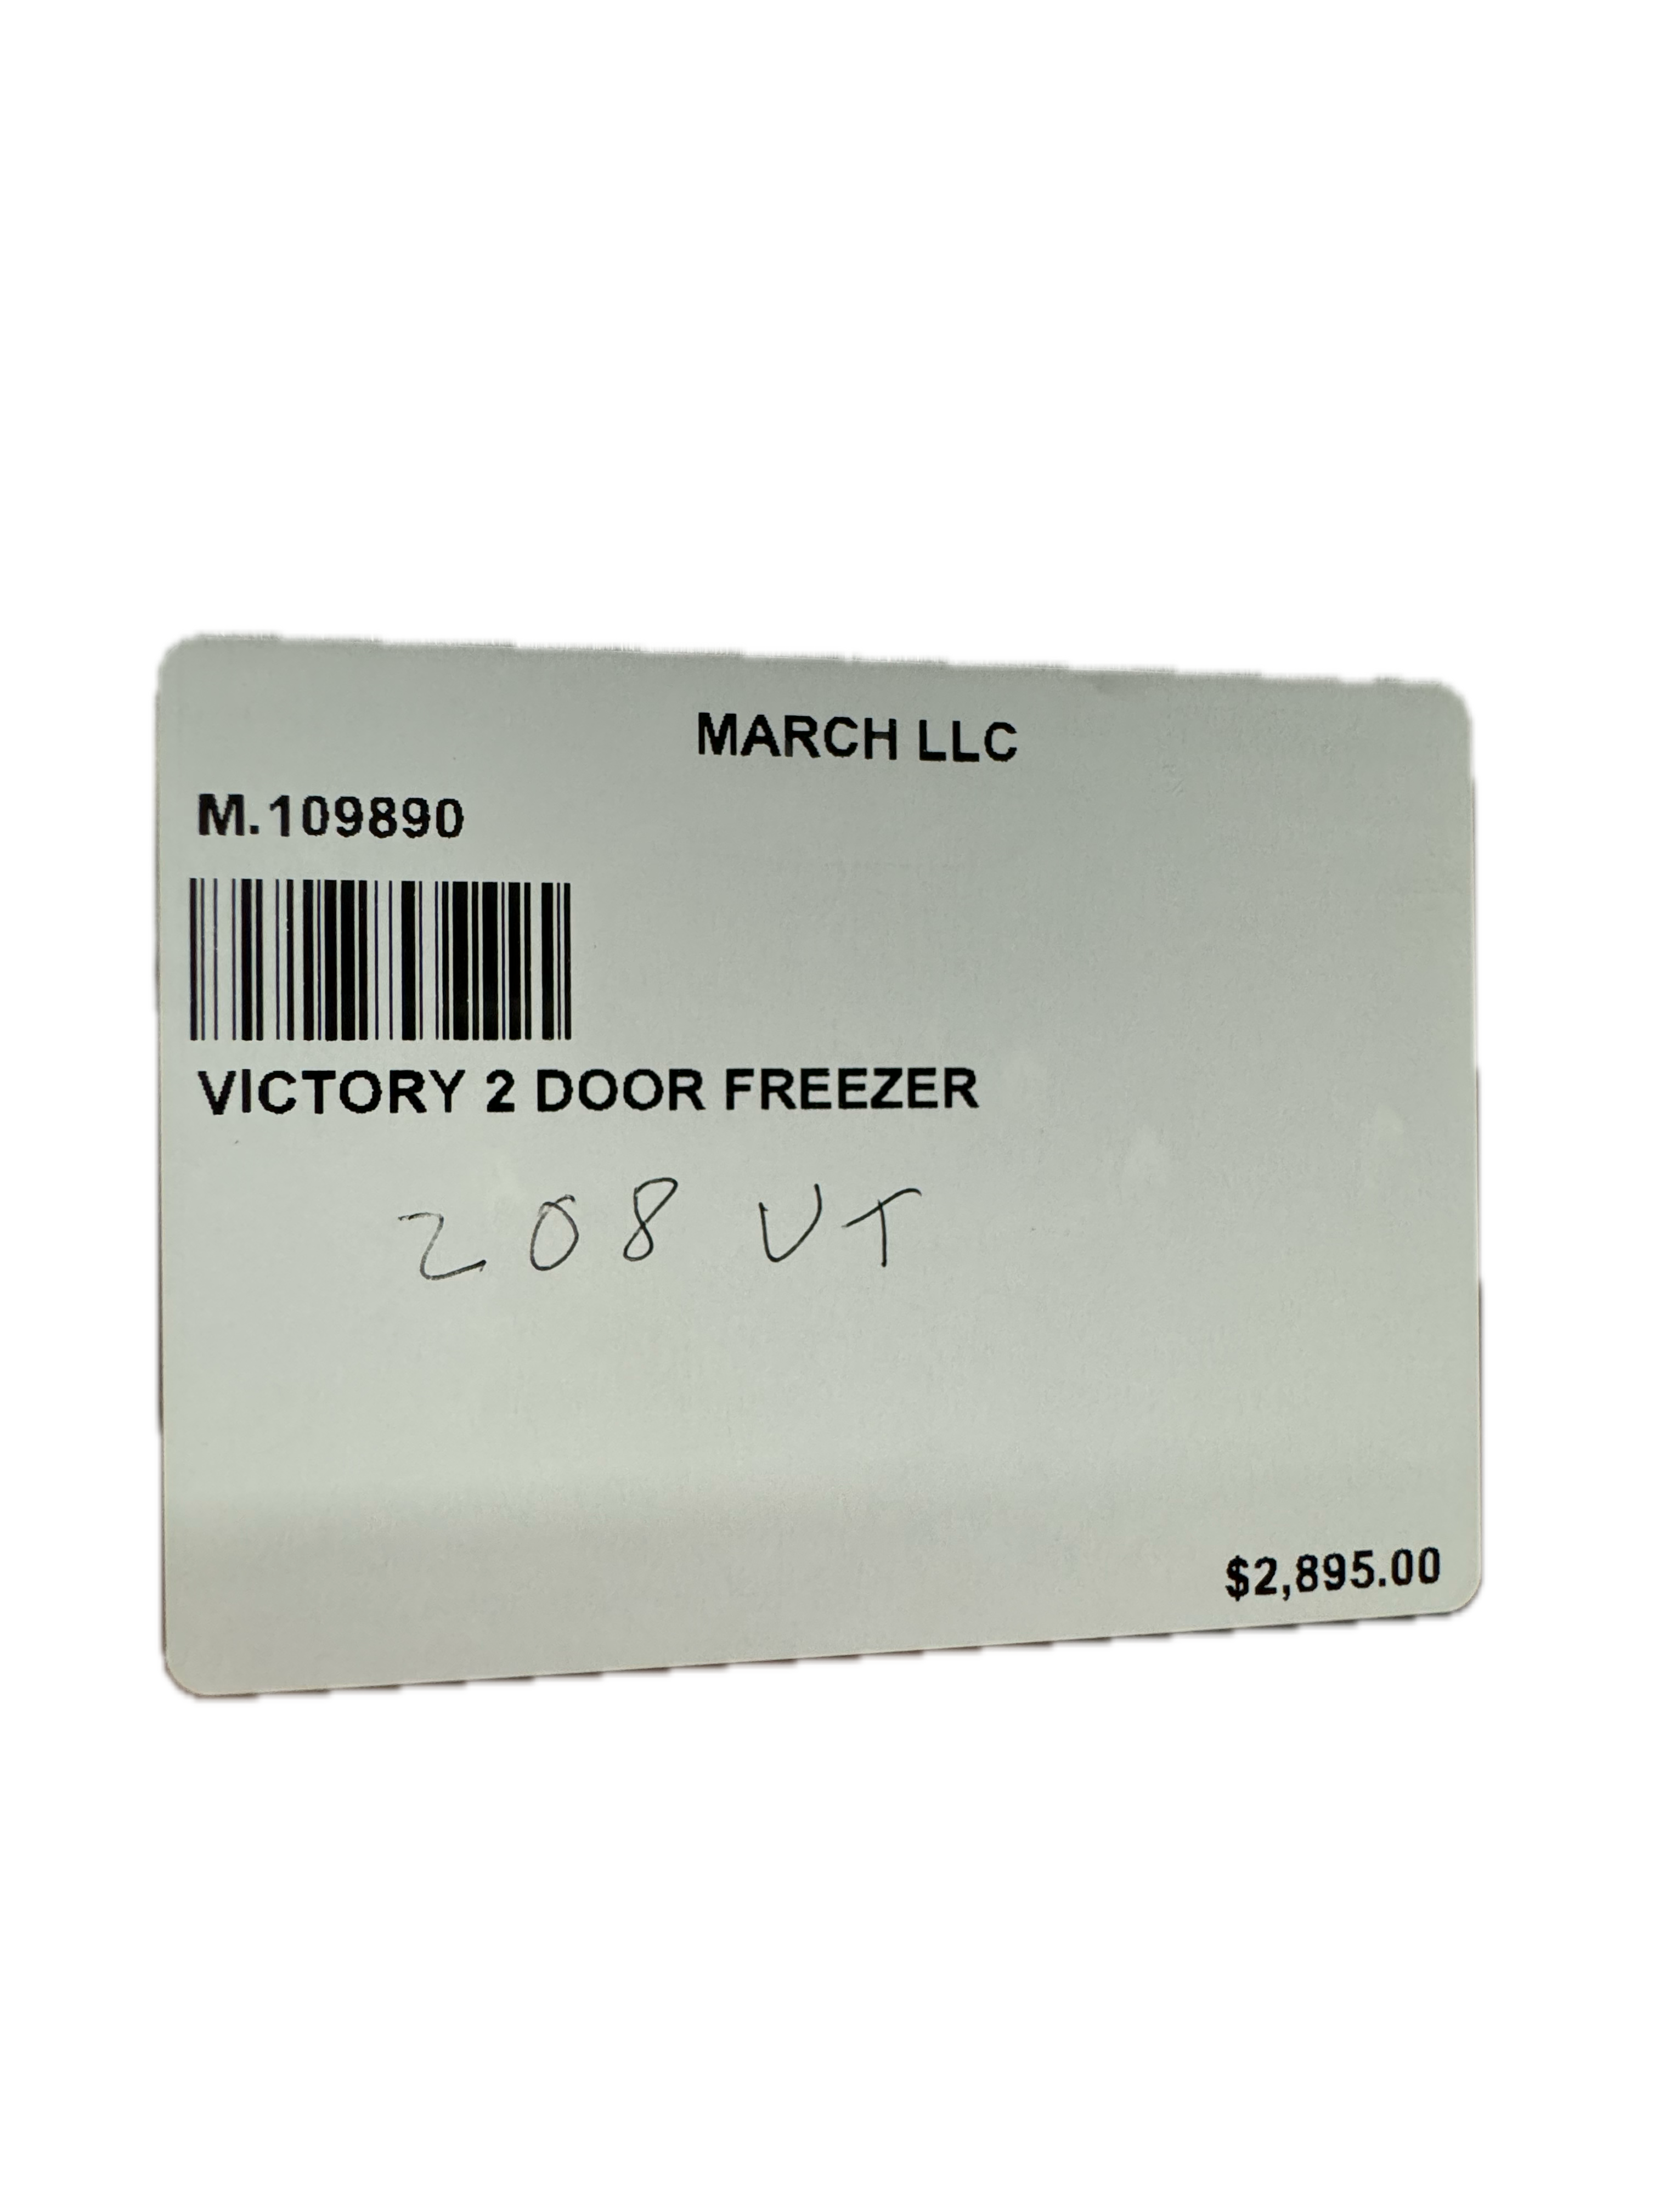 MARCH LLC
M.109890
VICTORY 2 DOOR FREEZER
208 VT
$2,895.00